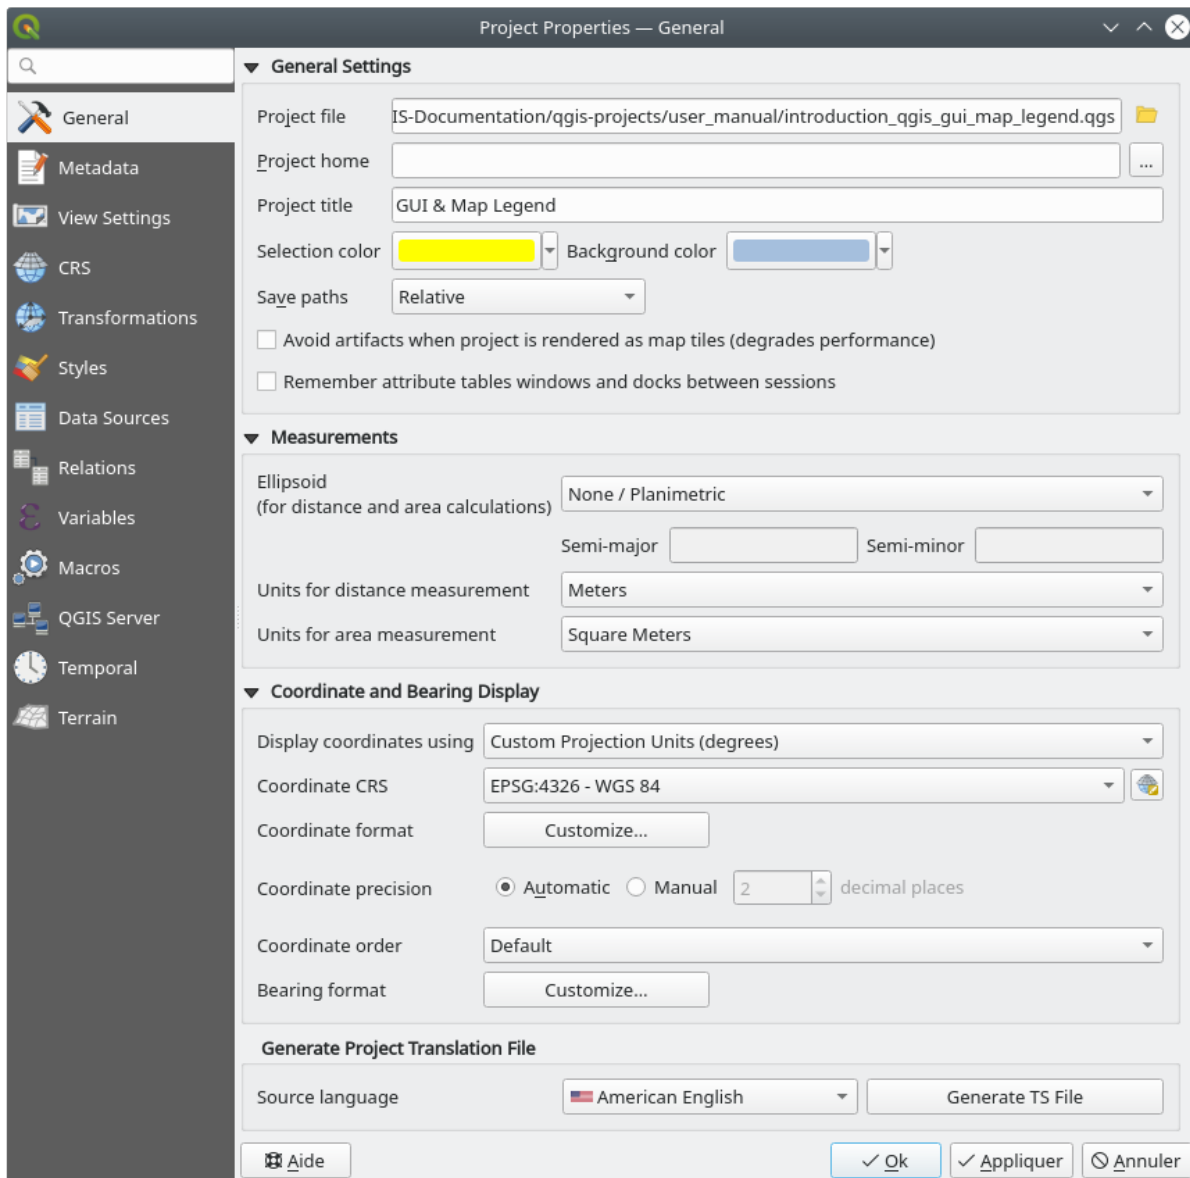 Project Properties — General
General
Metadata
View Settings
CRS
Transformations
Styles
Data Sources
Relations
Variables
Macros
QGIS Server
Temporal
Terrain
General Settings
Project file IS-Documentation/qgis-projects/user_manual/introduction_qgis_gui_map_legend.qgs
Project home ...
Project title GUI & Map Legend
Selection color Background color
Save paths Relative
Avoid artifacts when project is rendered as map tiles (degrades performance)
Remember attribute tables windows and docks between sessions
Measurements
Ellipsoid
(for distance and area calculations) None / Planimetric
Semi-major Semi-minor
Units for distance measurement Meters
Units for area measurement Square Meters
Coordinate and Bearing Display
Display coordinates using Custom Projection Units (degrees)
Coordinate CRS EPSG:4326 - WGS 84
Coordinate format Customize...
Coordinate precision Automatic Manual 2 decimal places
Coordinate order Default
Bearing format Customize...
Generate Project Translation File
Source language American English Generate TS File
Aide Ok Appliquer Annuler